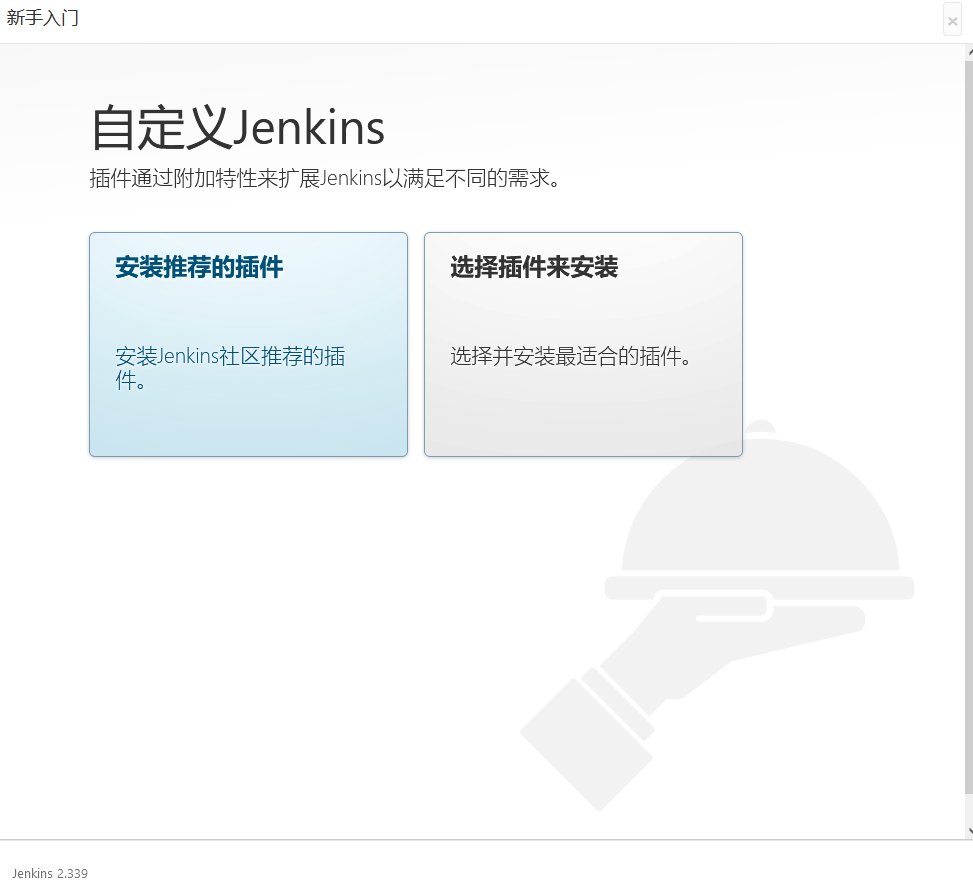 新手入门
×
自定义Jenkins
插件通过附加特性来扩展Jenkins以满足不同的需求。
安装推荐的插件
安装Jenkins社区推荐的插
件。
选择插件来安装
选择并安装最适合的插件。
Jenkins 2.339